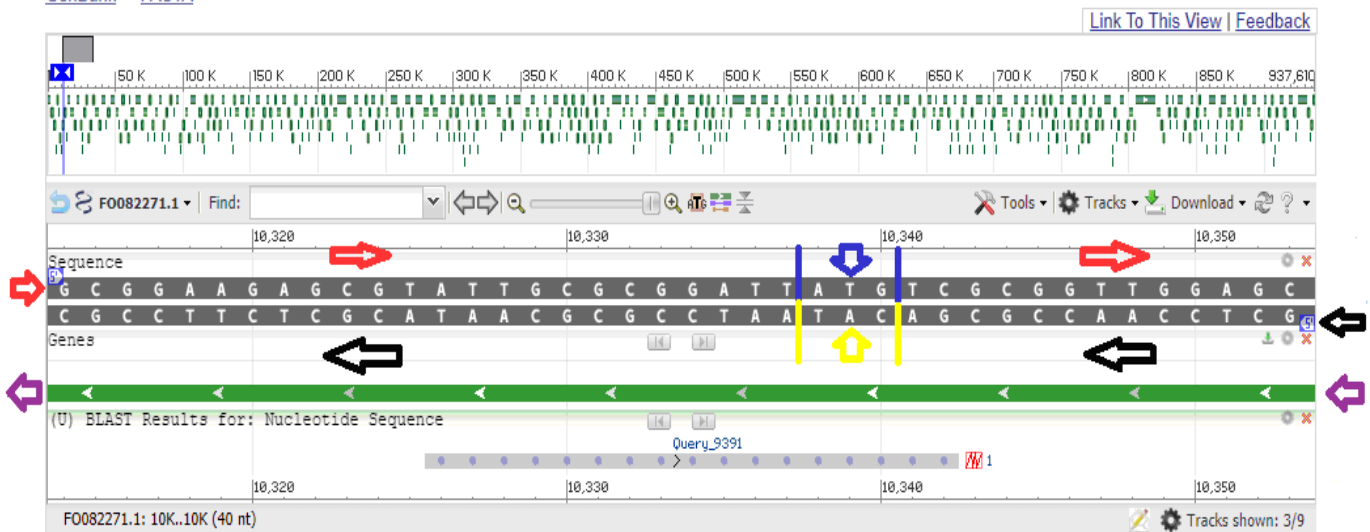 Link To This View | Feedback
50 K 100 K 150 K 200 K 250 K 300 K 350 K 400 K 450 K 500 K 550 K 600 K 650 K 700 K 750 K 800 K 850 K 937,610
FO082271.1 Find: ATG Tools Tracks Download ?
10,320 10,330 10,340 10,350
Sequence
5'
G C G G A A G A G C G T A T T G C G C G G A T T A T G T C G C G G T T G G A G C
C G C C T T C T C G C A T A A C G C G C C T A A T A C A G C G C C A A C C T C G 5'
Genes
(U) BLAST Results for: Nucleotide Sequence
Query_9391
1
10,320 10,330 10,340 10,350
FO082271.1: 10K..10K (40 nt) Tracks shown: 3/9